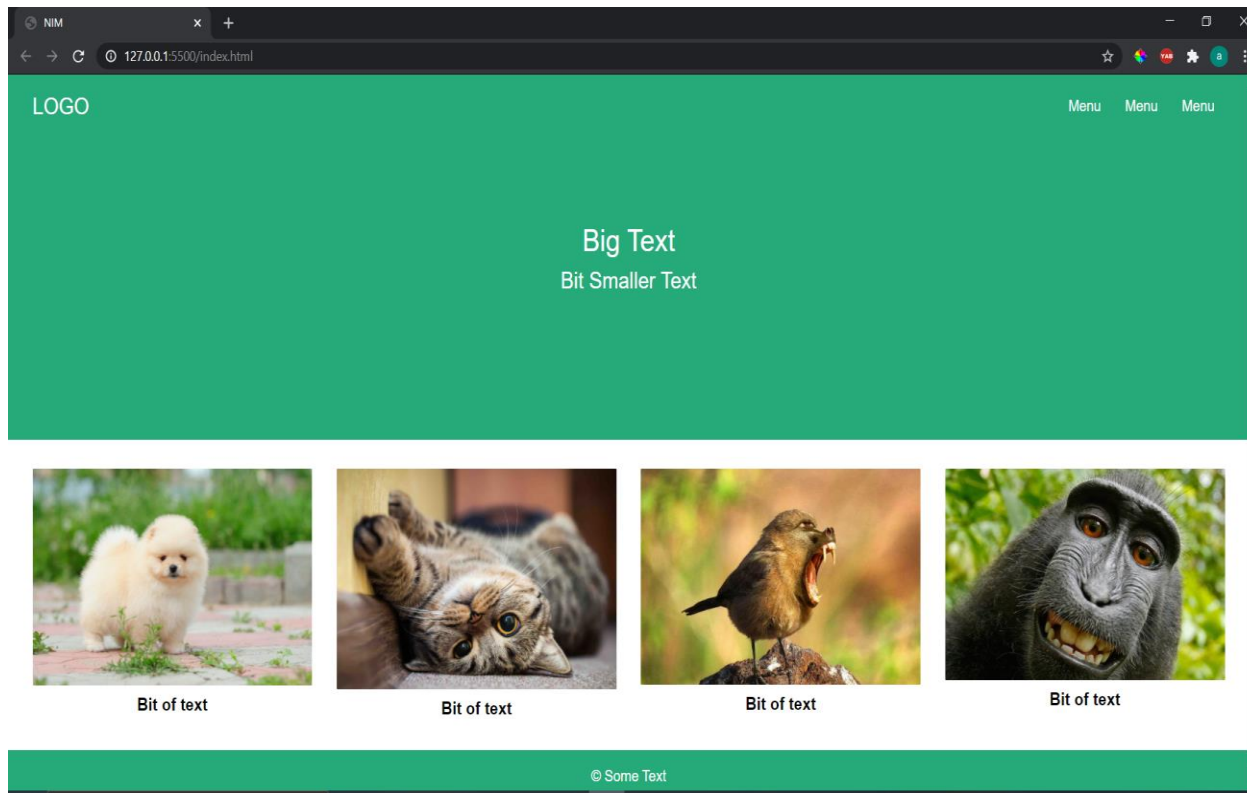 NIM
127.0.0.1:5500/index.html
YAB
a
LOGO
Menu Menu Menu
Big Text
Bit Smaller Text
Bit of text
Bit of text
Bit of text
Bit of text
© Some Text